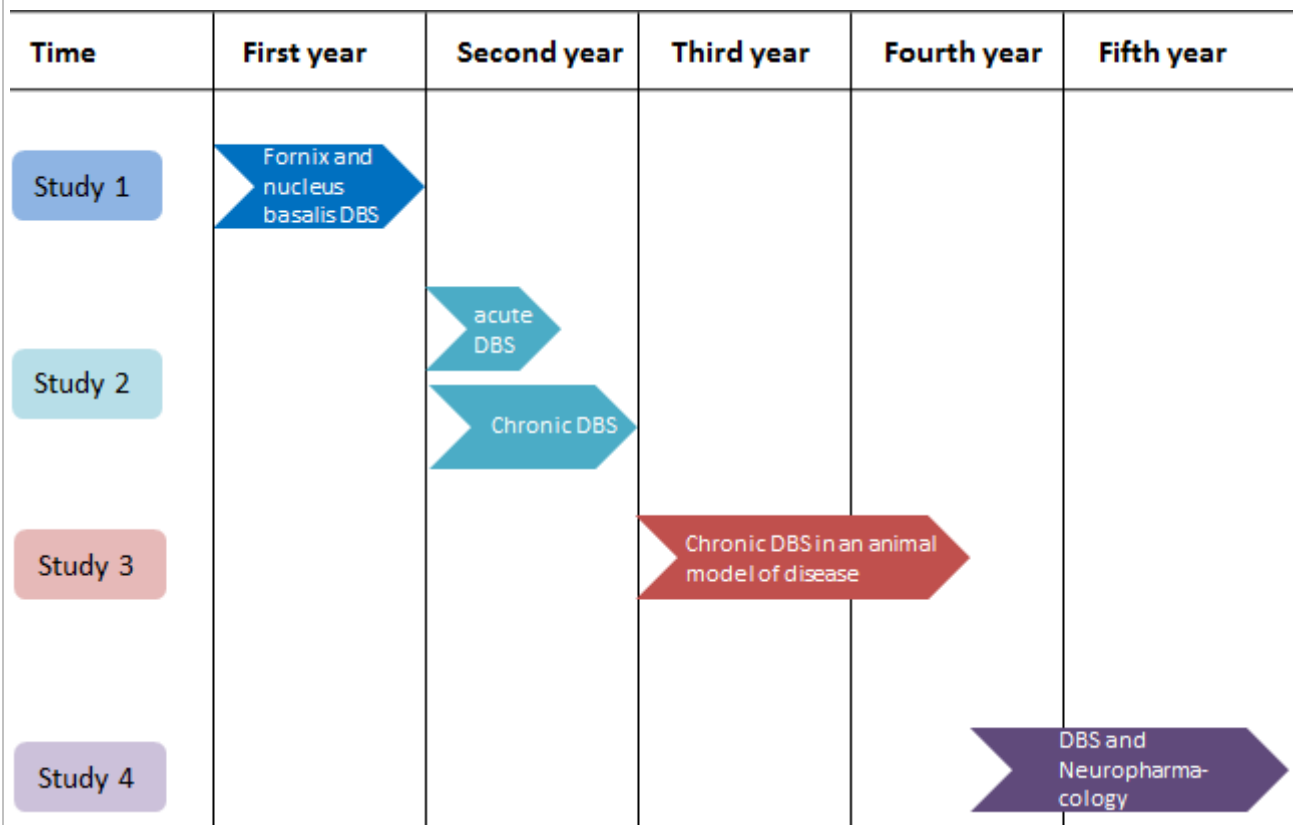 Time First year Second year Third year Fourth year Fifth year
Study 1
Fornix and
nucleus
basalis DBS
Study 2
acute
DBS
Chronic DBS
Study 3
Chronic DBS in an animal
model of disease
Study 4
DBS and
Neuropharma-
cology